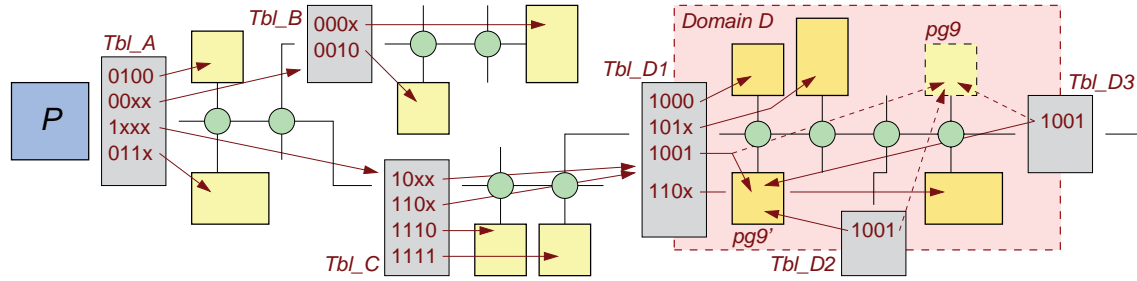 P
Tbl_A
0100
00xx
1xxx
011x
Tbl_B
000x
0010
Tbl_C
10xx
110x
1110
1111
Tbl_D1
1000
101x
1001
110x
Domain D
pg9
pg9’
Tbl_D2
1001
Tbl_D3
1001